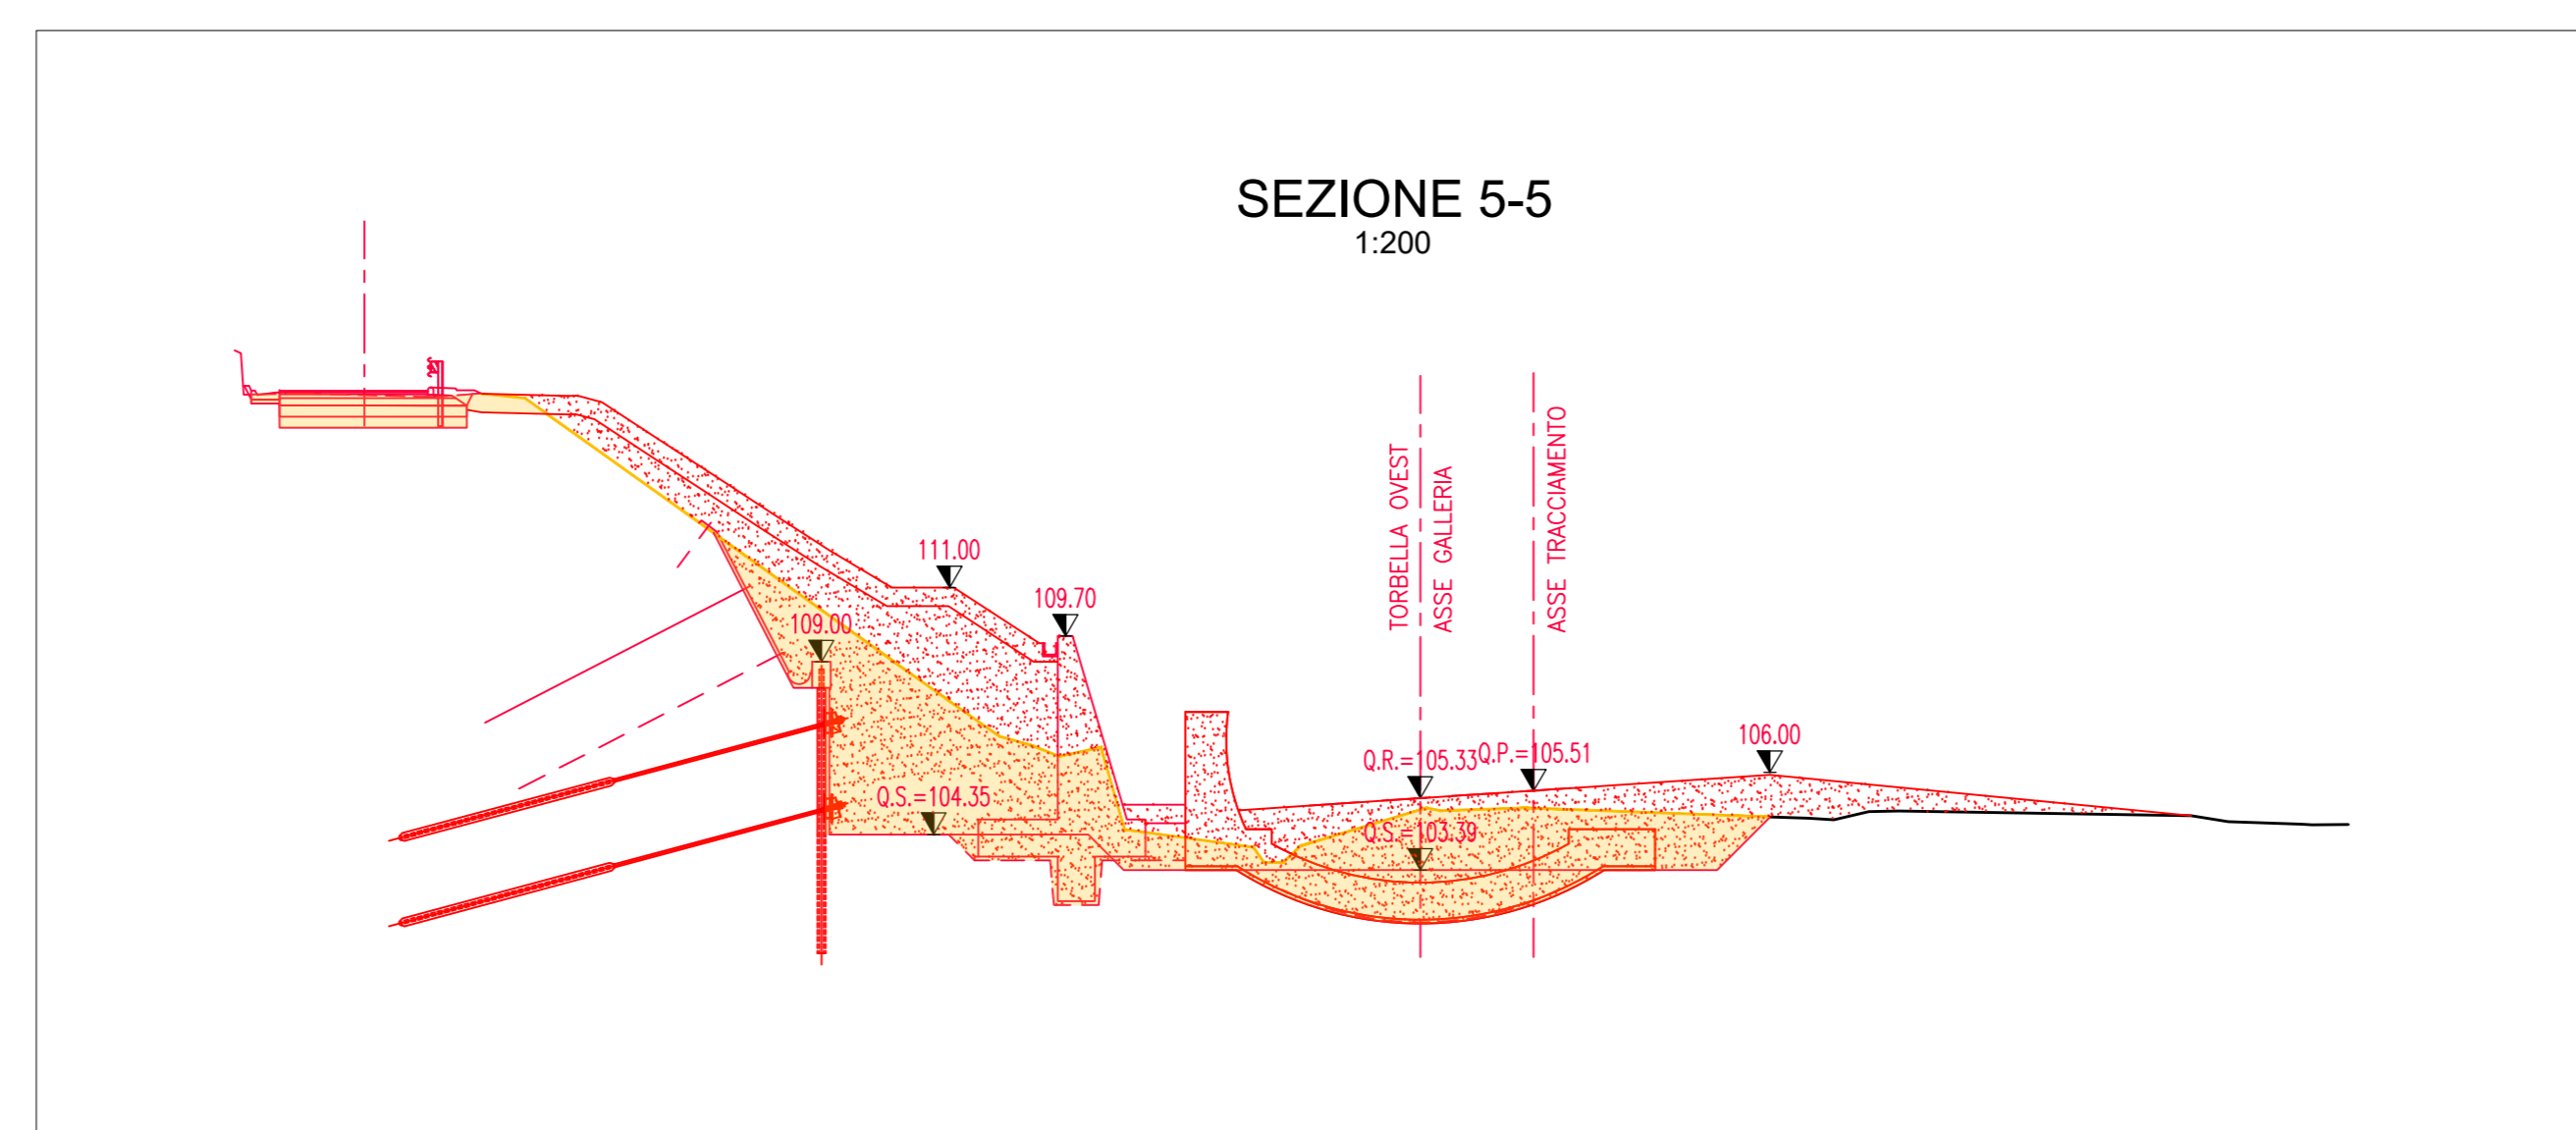 SEZIONE 5-5
1:200
TORBELLA OVEST
ASSE GALLERIA
ASSE TRACCIAMENTO
111.00
109.70
109.00
Q.R.=105.33
Q.P.=105.51
106.00
Q.S.=104.35
Q.S.=103.39